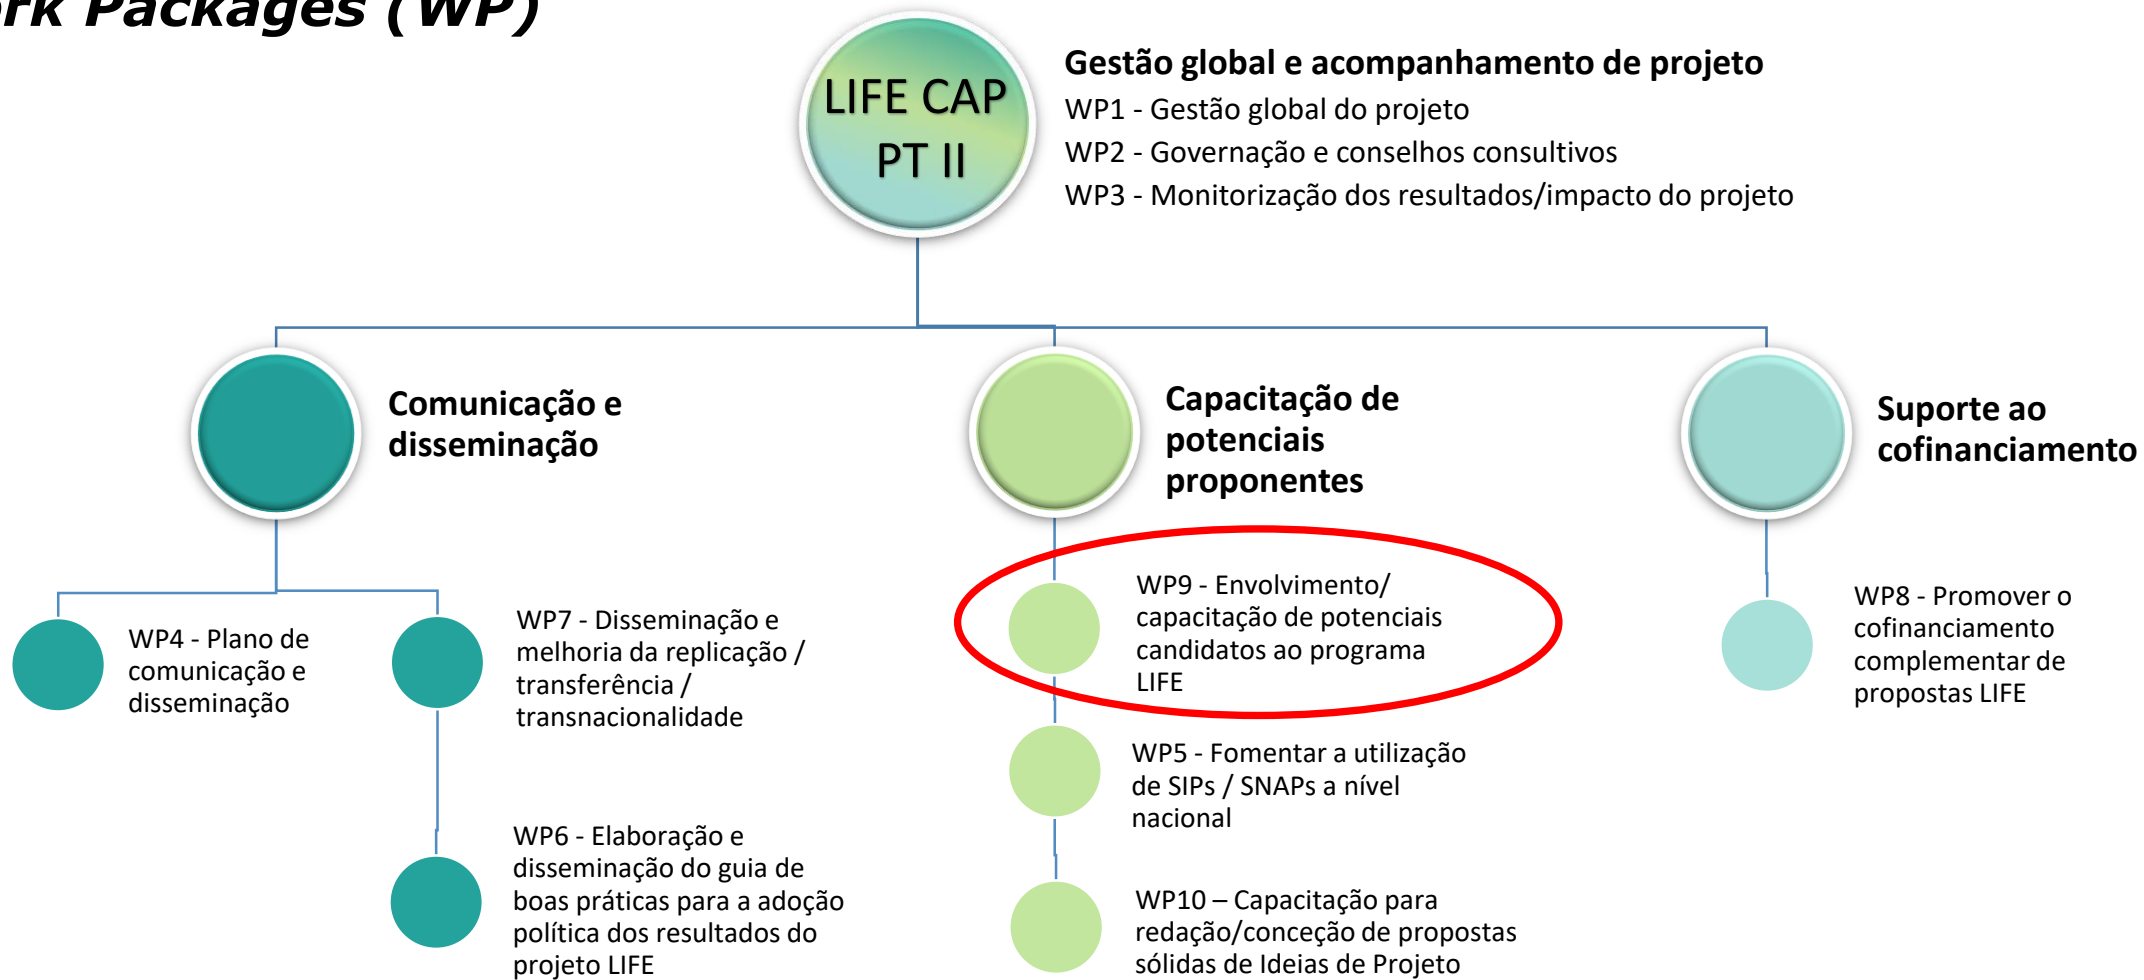 ork Packages (WP)
LIFE CAP
PT II
Gestão global e acompanhamento de projeto
WP1 - Gestão global do projeto
WP2 - Governação e conselhos consultivos
WP3 - Monitorização dos resultados/impacto do projeto
Comunicação e
disseminação
Capacitação de
potenciais
proponentes
Suporte ao
cofinanciamento
WP4 - Plano de
comunicação e
disseminação
WP7 - Disseminação e
melhoria da replicação /
transferência /
transnacionalidade
WP6 - Elaboração e
disseminação do guia de
boas práticas para a adoção
política dos resultados do
projeto LIFE
WP9 - Envolvimento/
capacitação de potenciais
candidatos ao programa
LIFE
WP5 - Fomentar a utilização
de SIPs / SNAPs a nível
nacional
WP10 – Capacitação para
redação/conceção de propostas
sólidas de Ideias de Projeto
WP8 - Promover o
cofinanciamento
complementar de
propostas LIFE